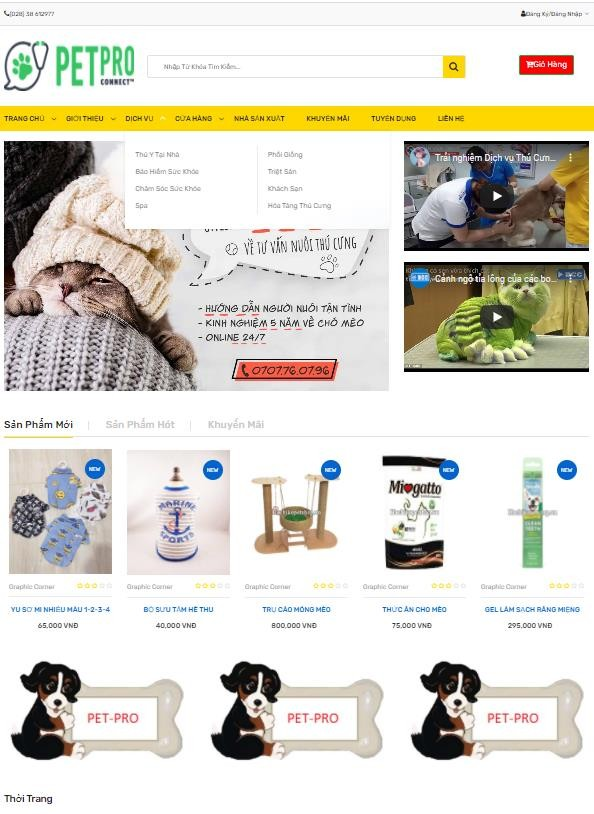 (028) 38 612977
Đăng Ký/Đăng Nhập
PETPRO
CONNECT™
Nhập Từ Khóa Tìm Kiếm...
Giỏ Hàng
TRANG CHỦ GIỚI THIỆU DỊCH VỤ CỬA HÀNG NHÀ SẢN XUẤT KHUYẾN MÃI TUYỂN DỤNG LIÊN HỆ
Thú Y Tại Nhà Phối Giống
Bảo Hiểm Sức Khỏe Triệt Sản
Chăm Sóc Sức Khỏe Khách Sạn
Spa Hỏa Táng Thú Cưng
VỀ TƯ VẤN NUÔI THÚ CƯNG
- HƯỚNG DẪN NGƯỜI NUÔI TẬN TÌNH
- KINH NGHIỆM 5 NĂM VỀ CHÓ MÈO
- ONLINE 24/7
0707.76.07.96
Trải nghiệm Dịch vụ Thú Cưn...
Cảnh ngộ tỉa lông của các bo...
Sản Phẩm Mới Sản Phẩm Hót Khuyến Mãi
NEW NEW NEW NEW NEW
MARINE
SPORTS
Miogatto
CLEAN
TEETH
Graphic Corner Graphic Corner Graphic Corner Graphic Corner Graphic Corner
YU SƠ MI NHIỀU MÀU 1-2-3-4 BỘ SƯU TẦM HÈ THU TRỤ CÀO MÓNG MÈO THỨC ĂN CHO MÈO GEL LÀM SẠCH RĂNG MIỆNG
65,000 VNĐ 40,000 VNĐ 800,000 VNĐ 75,000 VNĐ 295,000 VNĐ
PET-PRO PET-PRO PET-PRO
Thời Trang